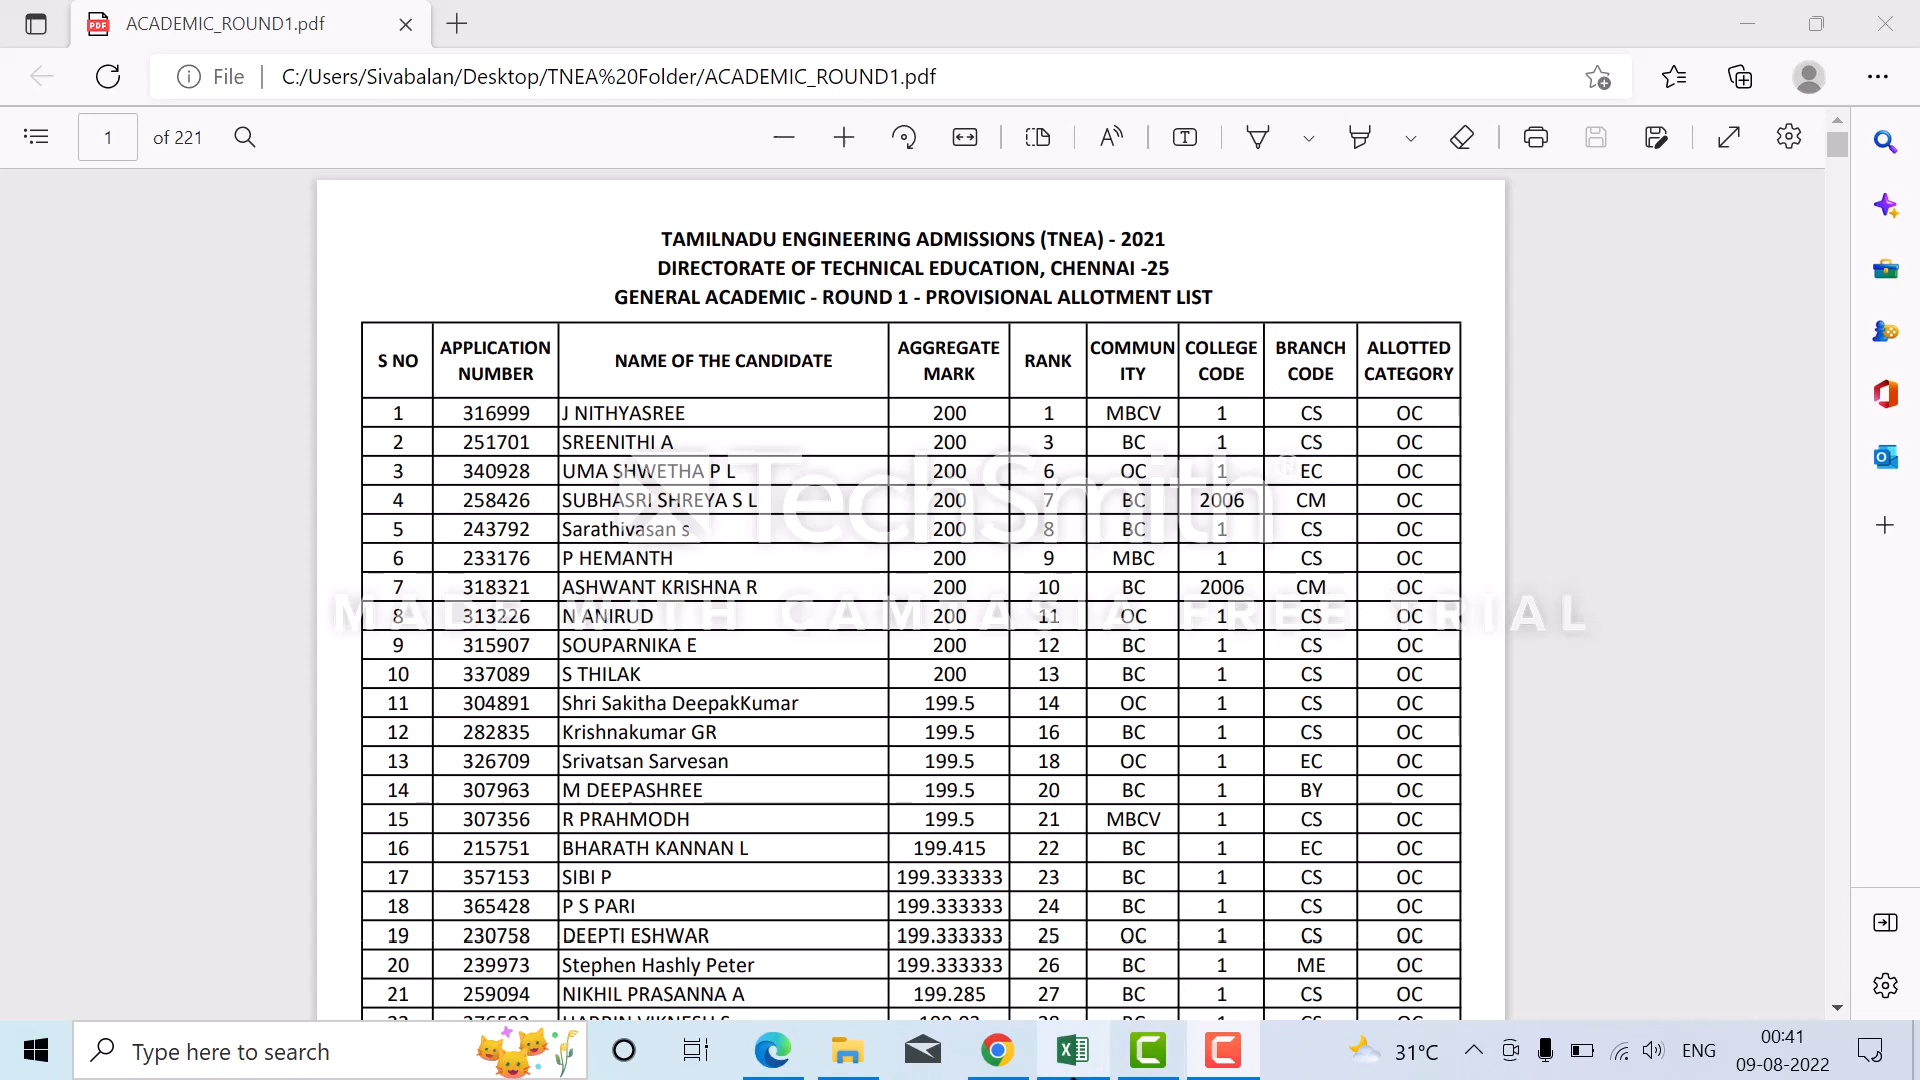 ACADEMIC_ROUND1.pdf
File
C:/Users/Sivabalan/Desktop/TNEA%20Folder/ACADEMIC_ROUND1.pdf
1 of 221
TAMILNADU ENGINEERING ADMISSIONS (TNEA) - 2021
DIRECTORATE OF TECHNICAL EDUCATION, CHENNAI -25
GENERAL ACADEMIC - ROUND 1 - PROVISIONAL ALLOTMENT LIST
S NO APPLICATION NUMBER NAME OF THE CANDIDATE AGGREGATE MARK RANK COMMUNITY COLLEGE CODE BRANCH CODE ALLOTTED CATEGORY
1 316999 J NITHYASREE 200 1 MBCV 1 CS OC
2 251701 SREENITHI A 200 3 BC 1 CS OC
3 340928 UMA SHWETHA P L 200 6 OC 1 EC OC
4 258426 SUBHASRI SHREYA S L 200 7 BC 2006 CM OC
5 243792 Sarathivasan s 200 8 BC 1 CS OC
6 233176 P HEMANTH 200 9 MBC 1 CS OC
7 318321 ASHWANT KRISHNA R 200 10 BC 2006 CM OC
8 313226 N ANIRUD 200 11 OC 1 CS OC
9 315907 SOUPARNIKA E 200 12 BC 1 CS OC
10 337089 S THILAK 200 13 BC 1 CS OC
11 304891 Shri Sakitha DeepakKumar 199.5 14 OC 1 CS OC
12 282835 Krishnakumar GR 199.5 16 BC 1 CS OC
13 326709 Srivatsan Sarvesan 199.5 18 OC 1 EC OC
14 307963 M DEEPASHREE 199.5 20 BC 1 BY OC
15 307356 R PRAHMODH 199.5 21 MBCV 1 CS OC
16 215751 BHARATH KANNAN L 199.415 22 BC 1 EC OC
17 357153 SIBI P 199.333333 23 BC 1 CS OC
18 365428 P S PARI 199.333333 24 BC 1 CS OC
19 230758 DEEPTI ESHWAR 199.333333 25 OC 1 CS OC
20 239973 Stephen Hashly Peter 199.333333 26 BC 1 ME OC
21 259094 NIKHIL PRASANNA A 199.285 27 BC 1 CS OC
TechSmith®
MADE WITH CAMTASIA FREE TRIAL
Type here to search
31°C
ENG
00:41
09-08-2022